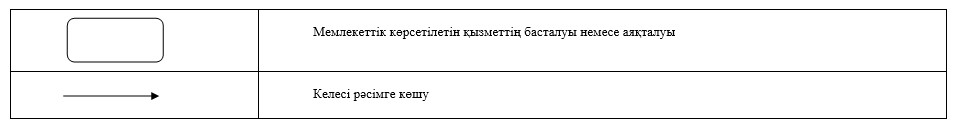 Мемлекеттік көрсетілетін қызметтің басталуы немесе аяқталуы
Келесі рәсімге көшу